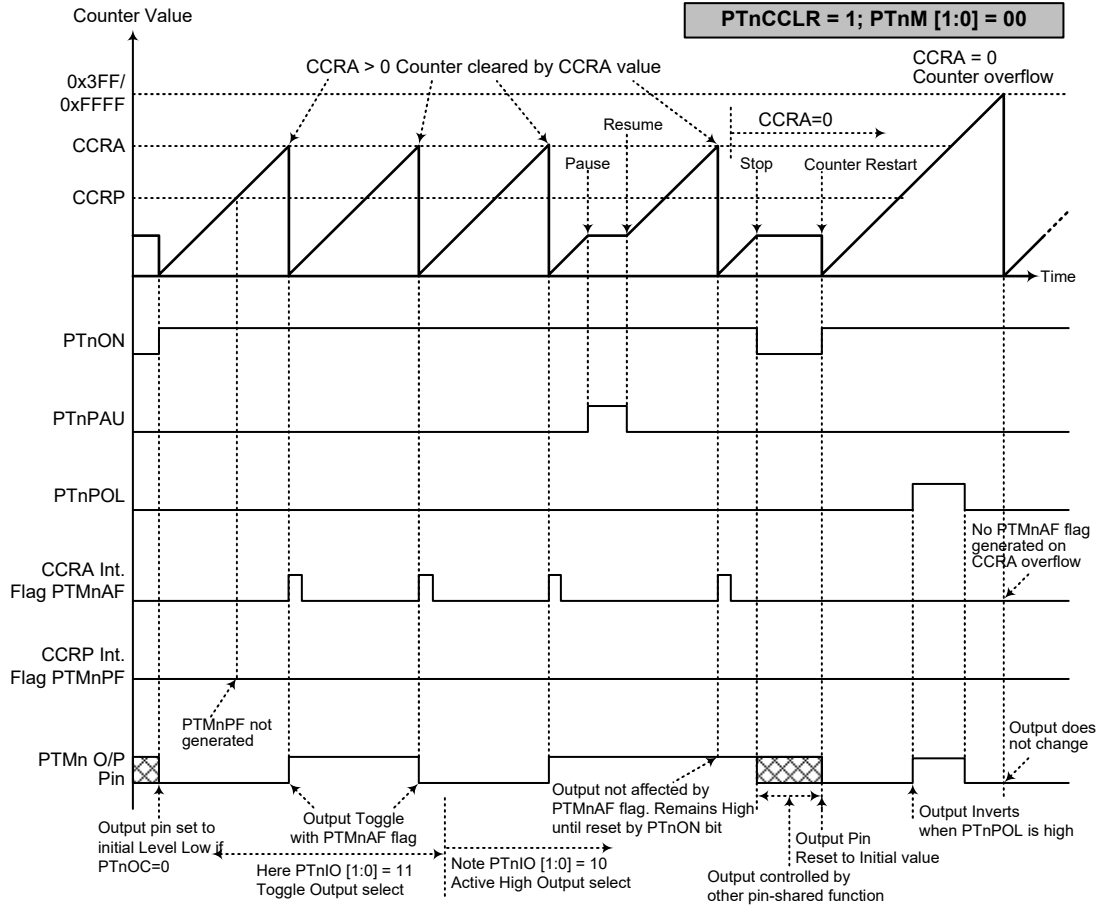 Counter Value
PTnCCLR = 1; PTnM [1:0] = 00
CCRA > 0 Counter cleared by CCRA value
CCRA = 0
Counter overflow
0x3FF/
0xFFFF
Resume
CCRA=0
CCRA
Pause
Stop
Counter Restart
CCRP
Time
PTnON
PTnPAU
PTnPOL
No PTMnAF flag
generated on
CCRA overflow
CCRA Int.
Flag PTMnAF
CCRP Int.
Flag PTMnPF
PTMnPF not
generated
Output does
not change
PTMn O/P
Pin
Output pin set to
initial Level Low if
PTnOC=0
Output Toggle
with PTMnAF flag
Output not affected by
PTMnAF flag. Remains High
until reset by PTnON bit
Output Inverts
when PTnPOL is high
Output Pin
Reset to Initial value
Here PTnIO [1:0] = 11
Toggle Output select
Note PTnIO [1:0] = 10
Active High Output select
Output controlled by
other pin-shared function